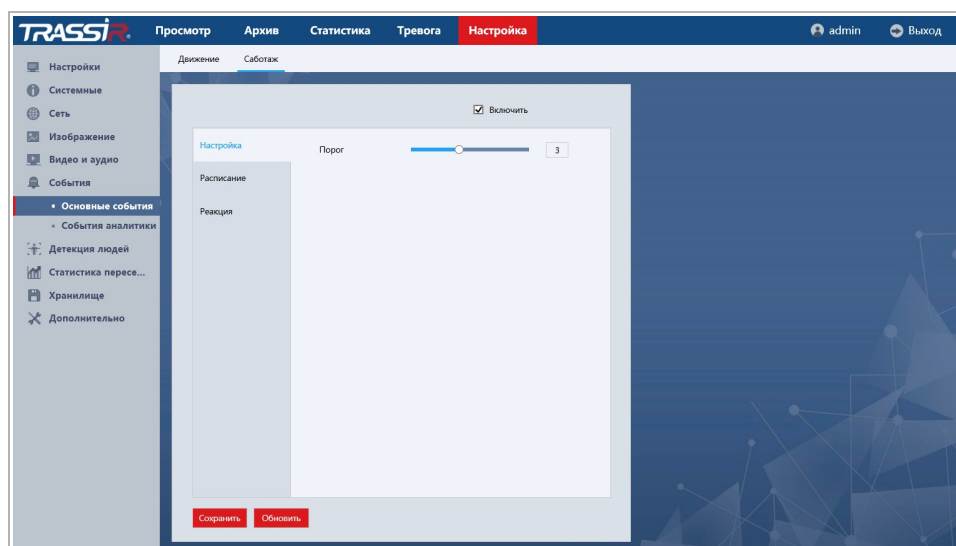 TRASSIR Просмотр Архив Статистика Тревога Настройка admin Выход
Движение Саботаж
Настройки
Системные
Сеть
Изображение
Видео и аудио
События
Основные события
События аналитики
Детекция людей
Статистика пересе...
Хранилище
Дополнительно
Включить
Настройка
Порог 3
Расписание
Реакция
Сохранить Обновить